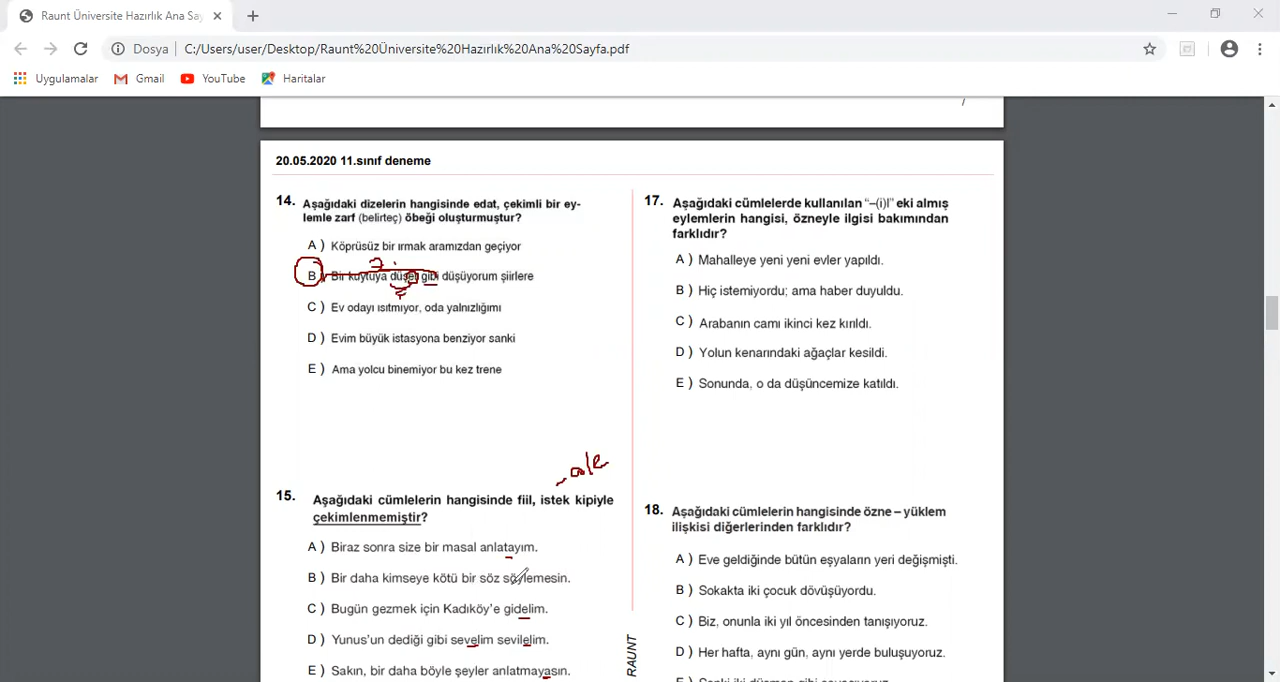 Raunt Üniversite Hazırlık Ana Say
Dosya
C:/Users/user/Desktop/Raunt%20Üniversite%20Hazırlık%20Ana%20Sayfa.pdf
Uygulamalar
Gmail
YouTube
Haritalar
20.05.2020 11.sınıf deneme
14. Aşağıdaki dizelerin hangisinde edat, çekimli bir ey-
lemle zarf (belirteç) öbeği oluşturmuştur?
A ) Köprüsüz bir ırmak aramızdan geçiyor
B ) Bir kuytuya düşer gibi düşüyorum şiirlere
C ) Ev odayı ısıtmıyor, oda yalnızlığımı
D ) Evim büyük istasyona benziyor sanki
E ) Ama yolcu binemiyor bu kez trene
15. Aşağıdaki cümlelerin hangisinde fiil, istek kipiyle
çekimlenmemiştir?
A ) Biraz sonra size bir masal anlatayım.
B ) Bir daha kimseye kötü bir söz söylemesin.
C ) Bugün gezmek için Kadıköy'e gidelim.
D ) Yunus'un dediği gibi sevelim sevilelim.
E ) Sakın, bir daha böyle şeyler anlatmayasın.
RAUNT
17. Aşağıdaki cümlelerde kullanılan "–(i)l" eki almış
eylemlerin hangisi, özneyle ilgisi bakımından
farklıdır?
A ) Mahalleye yeni yeni evler yapıldı.
B ) Hiç istemiyordu; ama haber duyuldu.
C ) Arabanın camı ikinci kez kırıldı.
D ) Yolun kenarındaki ağaçlar kesildi.
E ) Sonunda, o da düşüncemize katıldı.
18. Aşağıdaki cümlelerin hangisinde özne – yüklem
ilişkisi diğerlerinden farklıdır?
A ) Eve geldiğinde bütün eşyaların yeri değişmişti.
B ) Sokakta iki çocuk dövüşüyordu.
C ) Biz, onunla iki yıl öncesinden tanışıyoruz.
D ) Her hafta, aynı gün, aynı yerde buluşuyoruz.